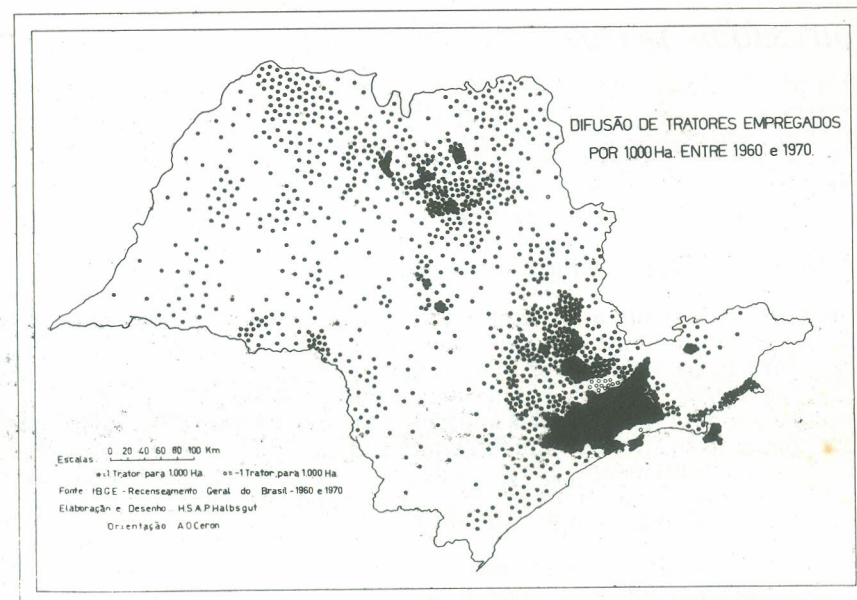 DIFUSÃO DE TRATORES EMPREGADOS
POR 1.000 Ha. ENTRE 1960 e 1970.
Escalas 0 20 40 60 80 100 Km
1 Trator para 1.000 Ha. -1 Trator, para 1.000 Ha
Fonte IBGE - Recenseamento Geral do Brasil - 1960 e 1970
Elaboração e Desenho H.S.A.P.Halbsgut
Orientação A.O.Ceron